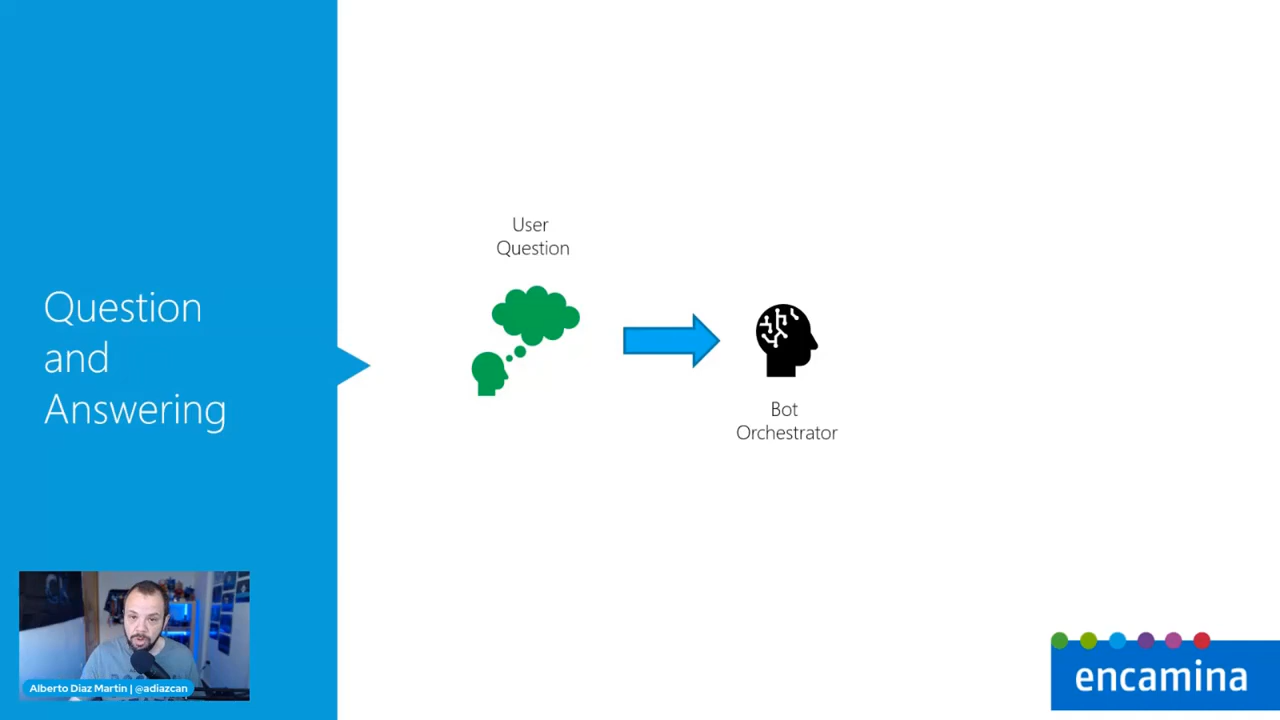 Question
and
Answering
User
Question
Bot
Orchestrator
Alberto Diaz Martin | @adiazcan
encamina